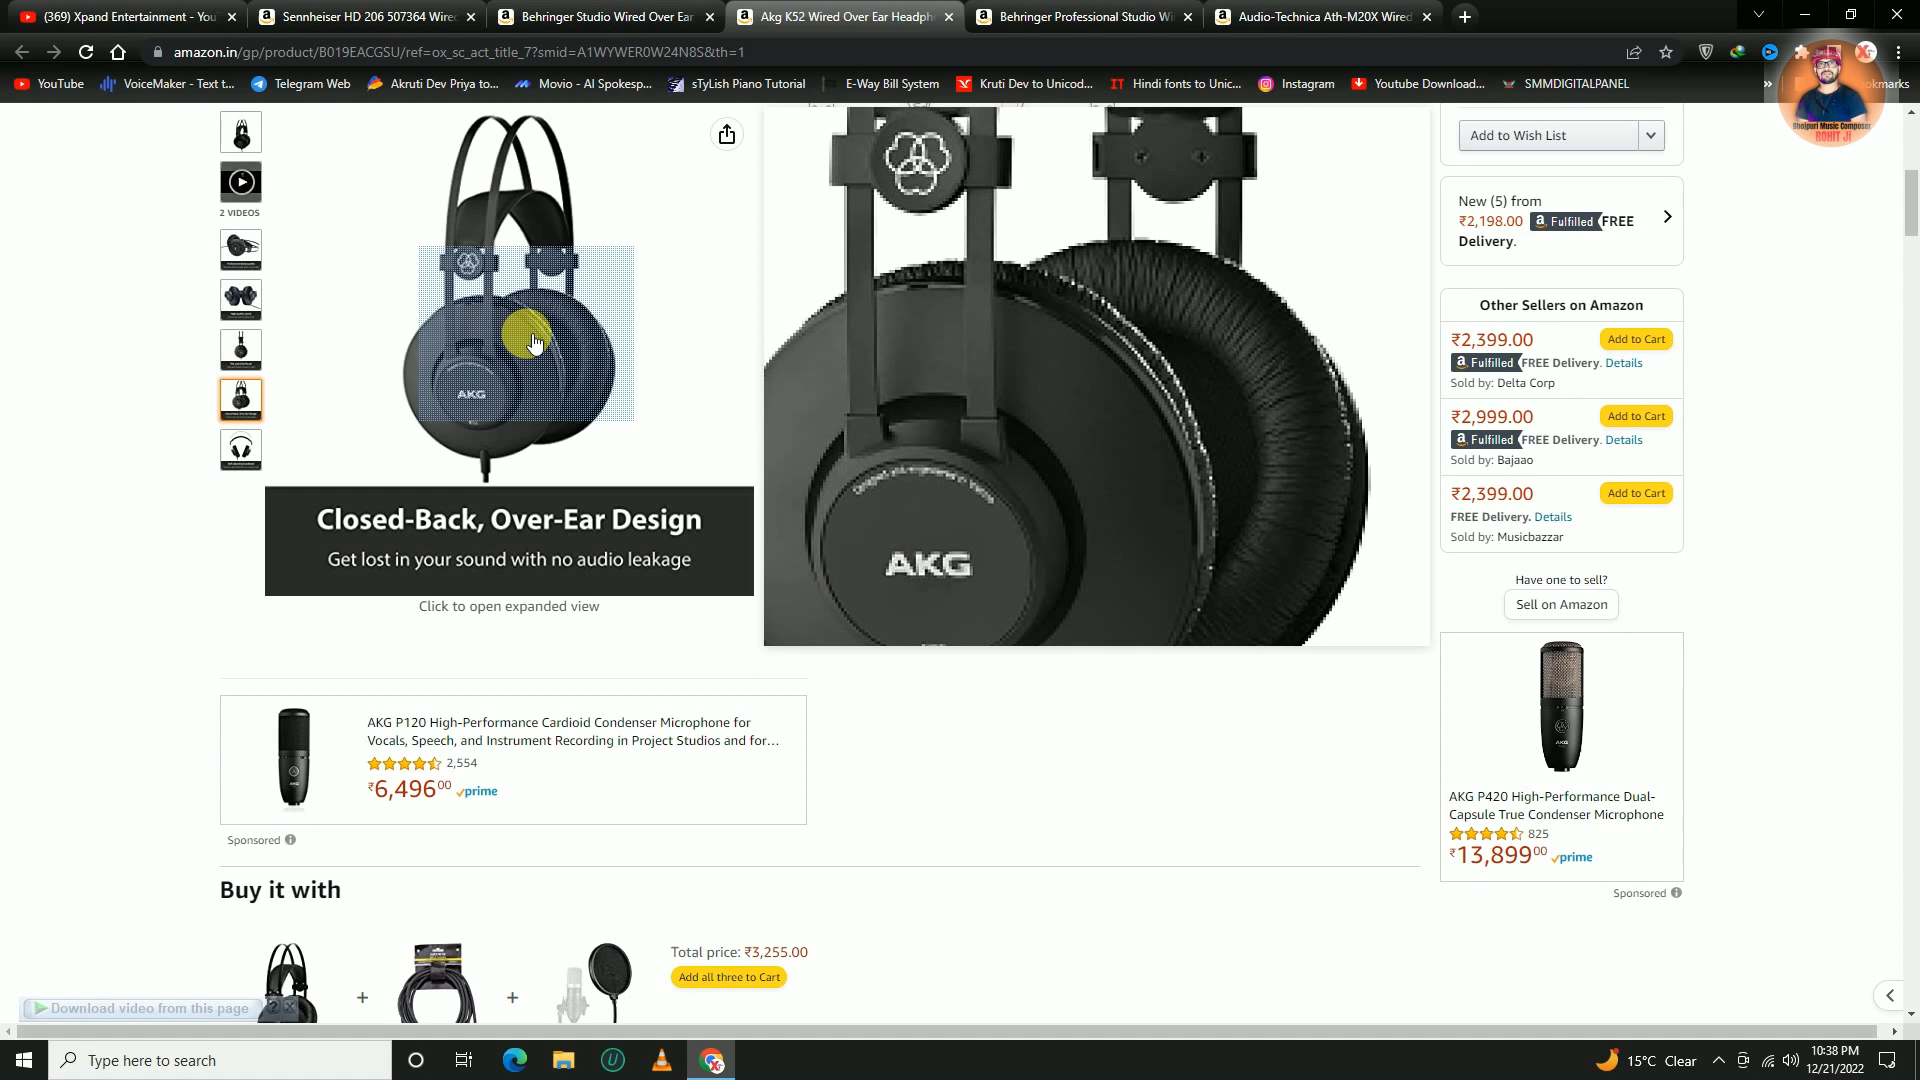 (369) Xpand Entertainment - You
Sennheiser HD 206 507364 Wired
Behringer Studio Wired Over Ear
Akg K52 Wired Over Ear Headph
Behringer Professional Studio Wi
Audio-Technica Ath-M20X Wired
amazon.in/gp/product/B019EACGSU/ref=ox_sc_act_title_7?smid=A1WYWER0W24N8S&th=1
YouTube
VoiceMaker - Text t...
Telegram Web
Akruti Dev Priya to...
Movio - AI Spokesp...
sTyLish Piano Tutorial
E-Way Bill System
Kruti Dev to Unicod...
Hindi fonts to Unic...
Instagram
Youtube Download...
SMMDIGITALPANEL
»
okmarks
Bhojpuri Music Composer
ROHIT Ji
2 VIDEOS
AKG
Closed-Back, Over-Ear Design
Get lost in your sound with no audio leakage
Click to open expanded view
AKG
Add to Wish List
New (5) from
₹2,198.00 a Fulfilled FREE
Delivery.
Other Sellers on Amazon
₹2,399.00 Add to Cart
a Fulfilled FREE Delivery. Details
Sold by: Delta Corp
₹2,999.00 Add to Cart
a Fulfilled FREE Delivery. Details
Sold by: Bajaao
₹2,399.00 Add to Cart
FREE Delivery. Details
Sold by: Musicbazzar
Have one to sell?
Sell on Amazon
AKG P120 High-Performance Cardioid Condenser Microphone for
Vocals, Speech, and Instrument Recording in Project Studios and for...
2,554
₹6,496⁰⁰ prime
Sponsored
AKG
AKG P420 High-Performance Dual-
Capsule True Condenser Microphone
825
₹13,899⁰⁰ prime
Sponsored
Buy it with
+
+
Total price: ₹3,255.00
Add all three to Cart
Download video from this page ? X
Type here to search
15°C Clear
10:38 PM
12/21/2022